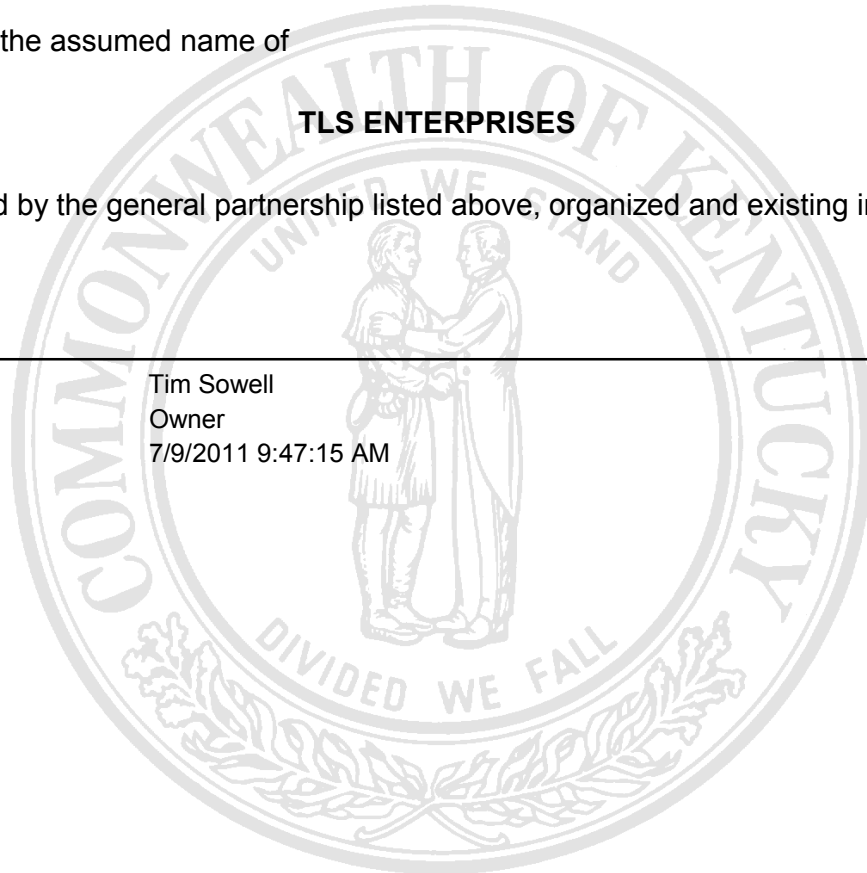 the assumed name of
TLS ENTERPRISES
by the general partnership listed above, organized and existing
Tim Sowell
Owner
7/9/2011 9:47:15 AM
COMMONWEALTH OF KENTUCKY
UNITED WE STAND
DIVIDED WE FALL